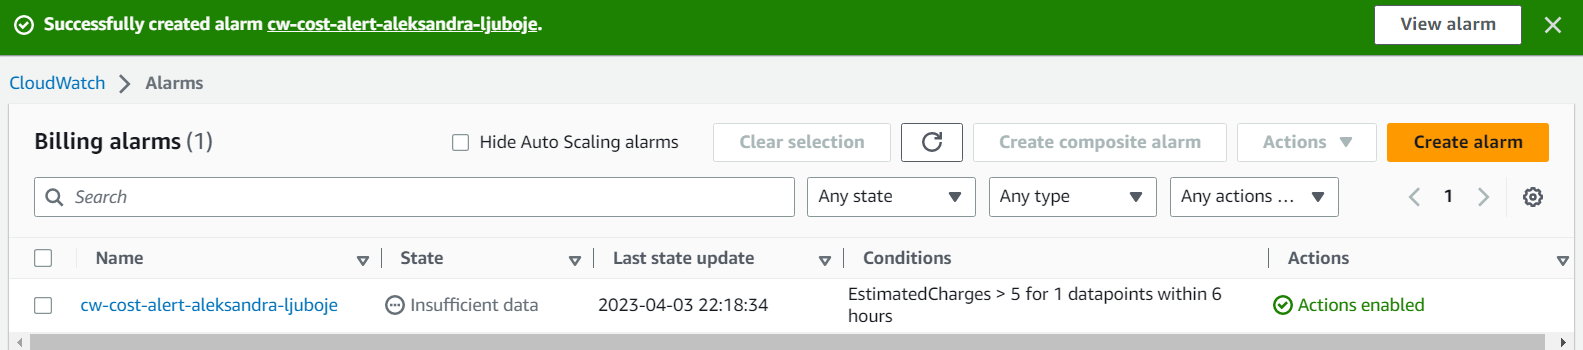 Successfully created alarm cw-cost-alert-aleksandra-ljuboje.
View alarm
CloudWatch
Alarms
Billing alarms (1)
Hide Auto Scaling alarms
Clear selection
Create composite alarm
Actions
Create alarm
Search
Any state
Any type
Any actions ...
1
Name
State
Last state update
Conditions
Actions
cw-cost-alert-aleksandra-ljuboje
Insufficient data
2023-04-03 22:18:34
EstimatedCharges > 5 for 1 datapoints within 6
hours
Actions enabled